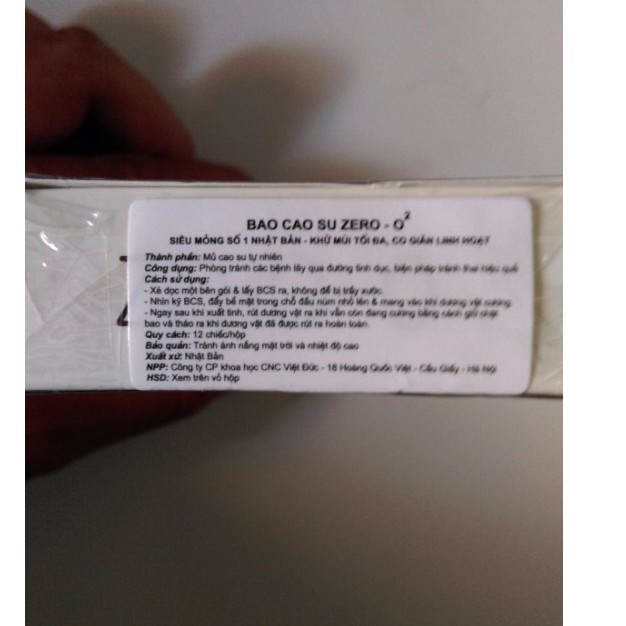 BAO CAO SU ZERO - O²
SIÊU MỎNG SỐ 1 NHẬT BẢN - KHỬ MÙI TỐI ĐA, CO GIÃN LINH HOẠT
Thành phần: Mủ cao su tự nhiên
Công dụng: Phòng tránh các bệnh lây qua đường tình dục, biện pháp tránh thai hiệu quả
Cách sử dụng:
- Xé dọc một bên gói & lấy BCS ra, không để bị trầy xước.
- Nhìn kỹ BCS, đẩy bề mặt trong chỗ đầu núm nhỏ lên & mang vào khi dương vật cương.
- Ngay sau khi xuất tinh, rút dương vật ra khi vẫn còn đang cương bằng cách giữ chặt
bao và tháo ra khi dương vật đã được rút ra hoàn toàn.
Quy cách: 12 chiếc/hộp
Bảo quản: Tránh ánh nắng mặt trời và nhiệt độ cao
Xuất xứ: Nhật Bản
NPP: Công ty CP khoa học CNC Việt Đức - 18 Hoàng Quốc Việt - Cầu Giấy - Hà Nội
HSD: Xem trên vỏ hộp